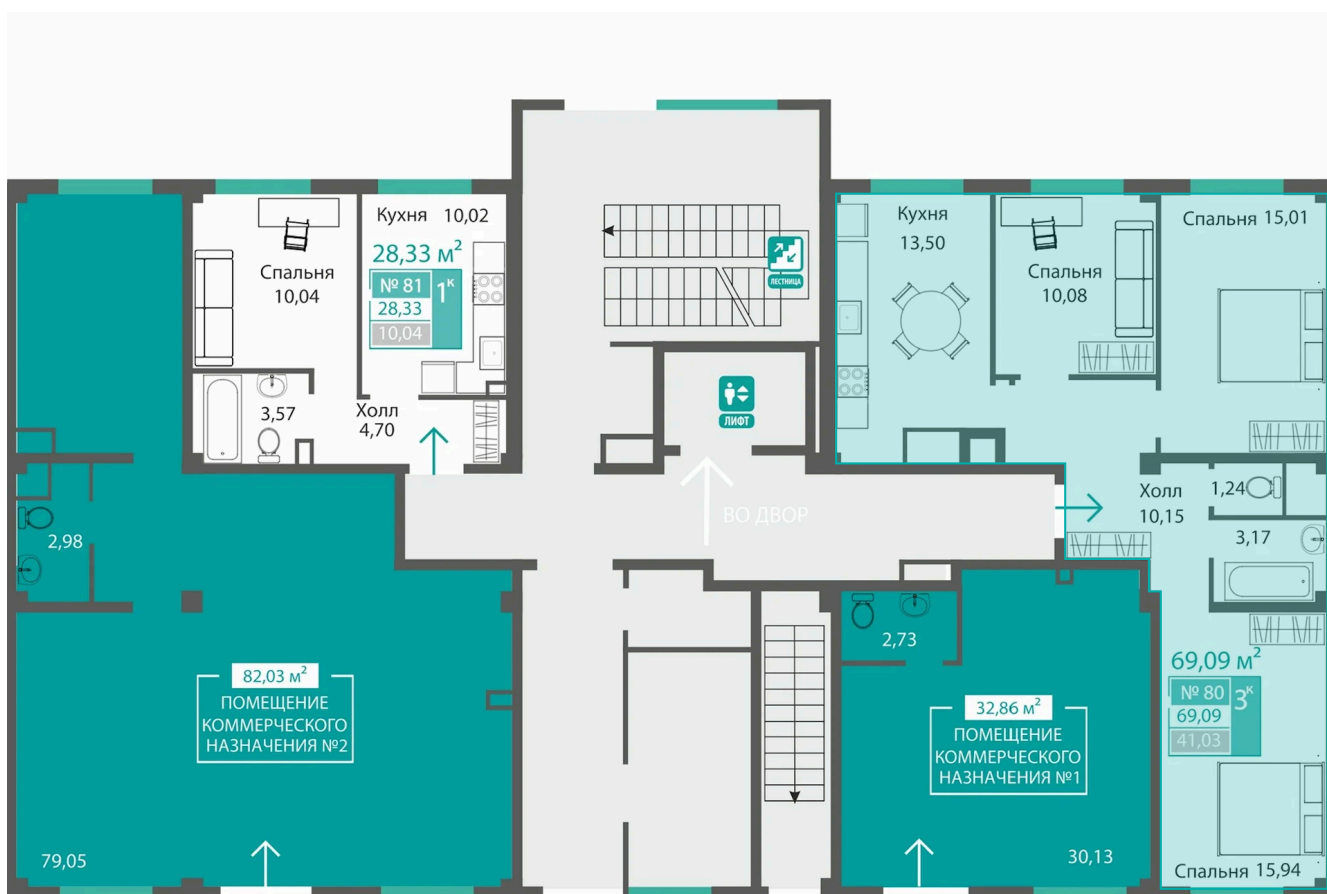 Кухня 10,02
28,33 м²
№ 81
1к
28,33
10,04
Спальня
10,04
3,57
Холл
4,70
ЛЕСТНИЦА
ЛИФТ
ВО ДВОР
Кухня
13,50
Спальня
10,08
Спальня 15,01
Холл
10,15
1,24
3,17
2,98
82,03 м²
ПОМЕЩЕНИЕ
КОММЕРЧЕСКОГО
НАЗНАЧЕНИЯ №2
79,05
2,73
32,86 м²
ПОМЕЩЕНИЕ
КОММЕРЧЕСКОГО
НАЗНАЧЕНИЯ №1
30,13
69,09 м²
№ 80
3к
69,09
41,03
Спальня 15,94